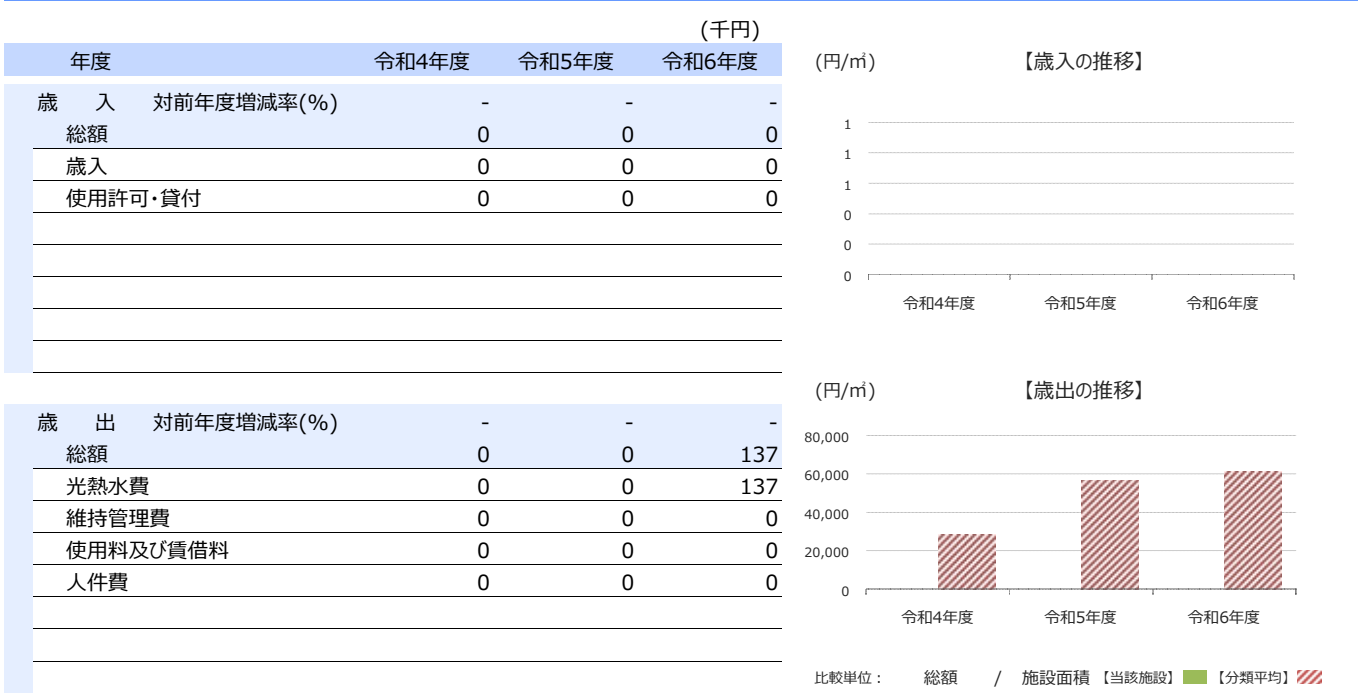 (千円)
年度 令和4年度 令和5年度 令和6年度
歳 入 対前年度増減率(%) - - -
総額 0 0 0
歳入 0 0 0
使用許可・貸付 0 0 0
歳 出 対前年度増減率(%) - - -
総額 0 0 137
光熱水費 0 0 137
維持管理費 0 0 0
使用料及び賃借料 0 0 0
人件費 0 0 0
(円/㎡) 【歳入の推移】
1
1
1
0
0
0
令和4年度 令和5年度 令和6年度
(円/㎡) 【歳出の推移】
80,000
60,000
40,000
20,000
0
令和4年度 令和5年度 令和6年度
比較単位： 総額 / 施設面積 【当該施設】 【分類平均】